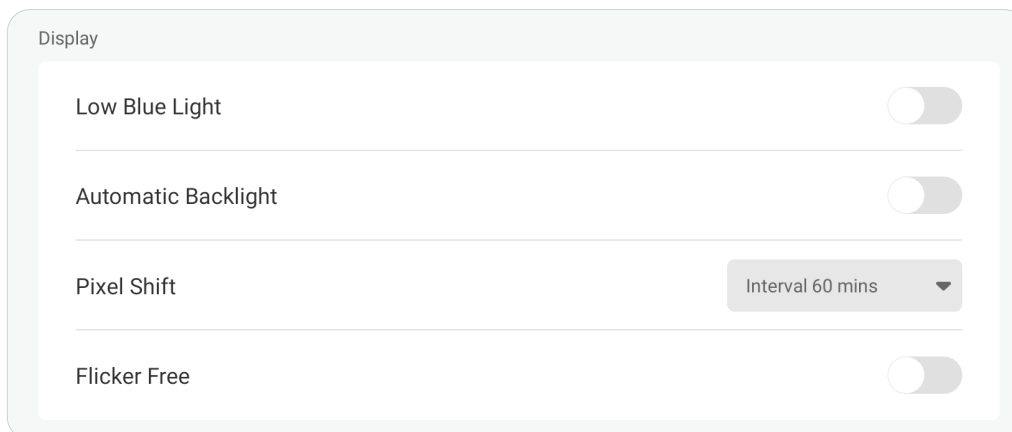 Display
Low Blue Light
Automatic Backlight
Pixel Shift
Interval 60 mins
Flicker Free